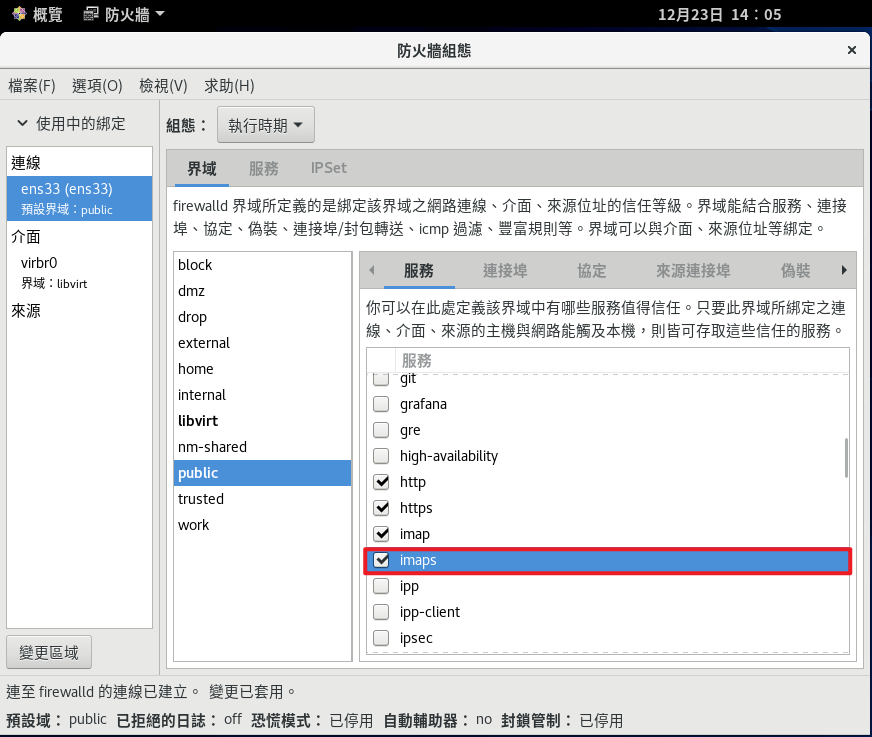 概覽 防火牆 12月23日 14：05
防火牆組態
檔案(F) 選項(O) 檢視(V) 求助(H)
使用中的綁定
連線
ens33 (ens33)
預設界域：public
介面
virbr0
界域：libvirt
來源
變更區域
組態： 執行時期
界域 服務 IPSet
firewalld 界域所定義的是綁定該界域之網路連線、介面、來源位址的信任等級。界域能結合服務、連接
埠、協定、偽裝、連接埠/封包轉送、icmp 過濾、豐富規則等。界域可以與介面、來源位址等綁定。
block
dmz
drop
external
home
internal
libvirt
nm-shared
public
trusted
work
服務 連接埠 協定 來源連接埠 偽裝
你可以在此處定義該界域中有哪些服務值得信任。只要此界域所綁定之連
線、介面、來源的主機與網路能觸及本機，則皆可存取這些信任的服務。
服務
git
grafana
gre
high-availability
http
https
imap
imaps
ipp
ipp-client
ipsec
連至 firewalld 的連線已建立。 變更已套用。
預設域： public 已拒絕的日誌： off 恐慌模式： 已停用 自動輔助器： no 封鎖管制： 已停用